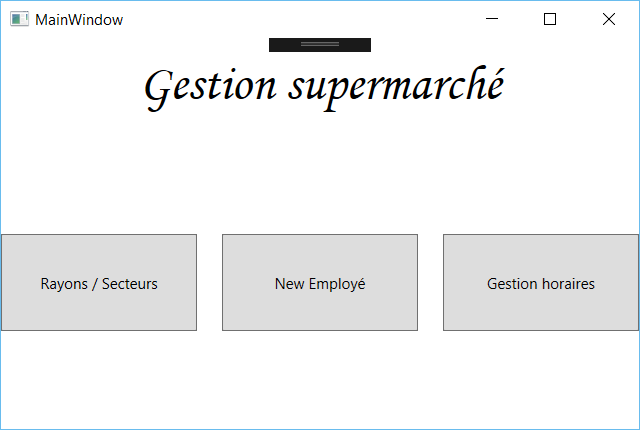 MainWindow
Gestion supermarché
Rayons / Secteurs
New Employé
Gestion horaires